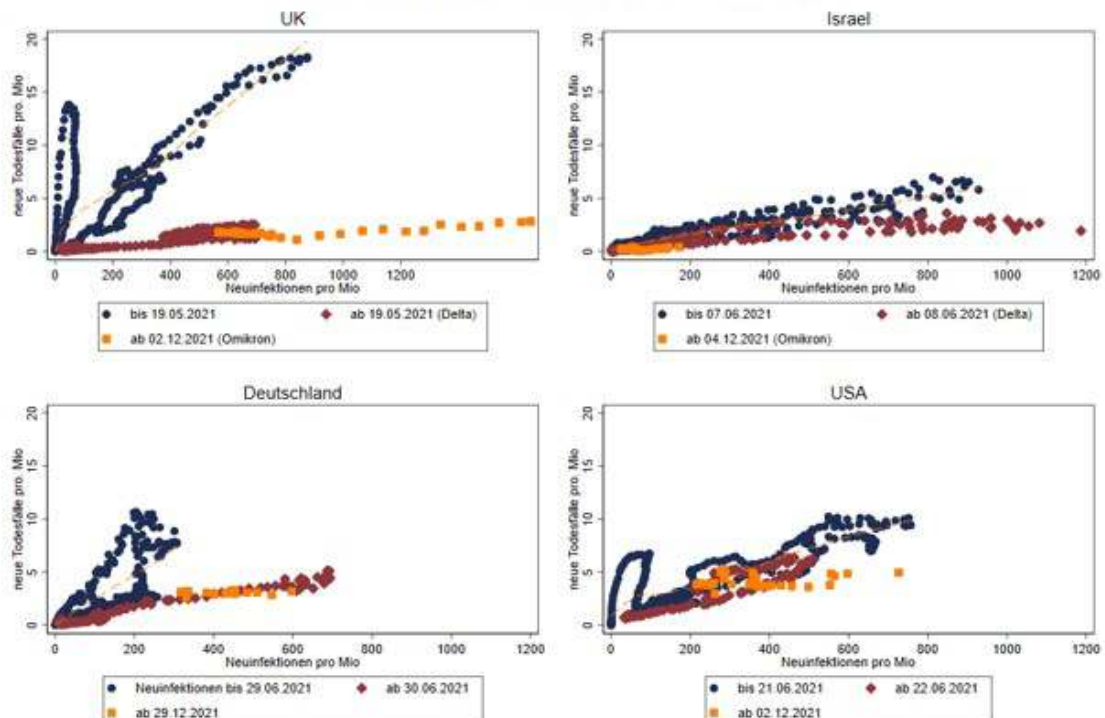 UK
neue Todesfälle pro. Mio
20
15
10
5
0
0 200 400 600 800 1000 1200
Neuinfektionen pro Mio
bis 19.05.2021 ab 19.05.2021 (Delta)
ab 02.12.2021 (Omikron)
Israel
neue Todesfälle pro. Mio
20
15
10
5
0
0 200 400 600 800 1000 1200
Neuinfektionen pro Mio
bis 07.06.2021 ab 08.06.2021 (Delta)
ab 04.12.2021 (Omikron)
Deutschland
neue Todesfälle pro. Mio
20
15
10
5
0
0 200 400 600 800 1000 1200
Neuinfektionen pro Mio
Neuinfektionen bis 29.06.2021 ab 30.06.2021
ab 29.12.2021
USA
neue Todesfälle pro. Mio
20
15
10
5
0
0 200 400 600 800 1000 1200
Neuinfektionen pro Mio
bis 21.06.2021 ab 22.06.2021
ab 02.12.2021